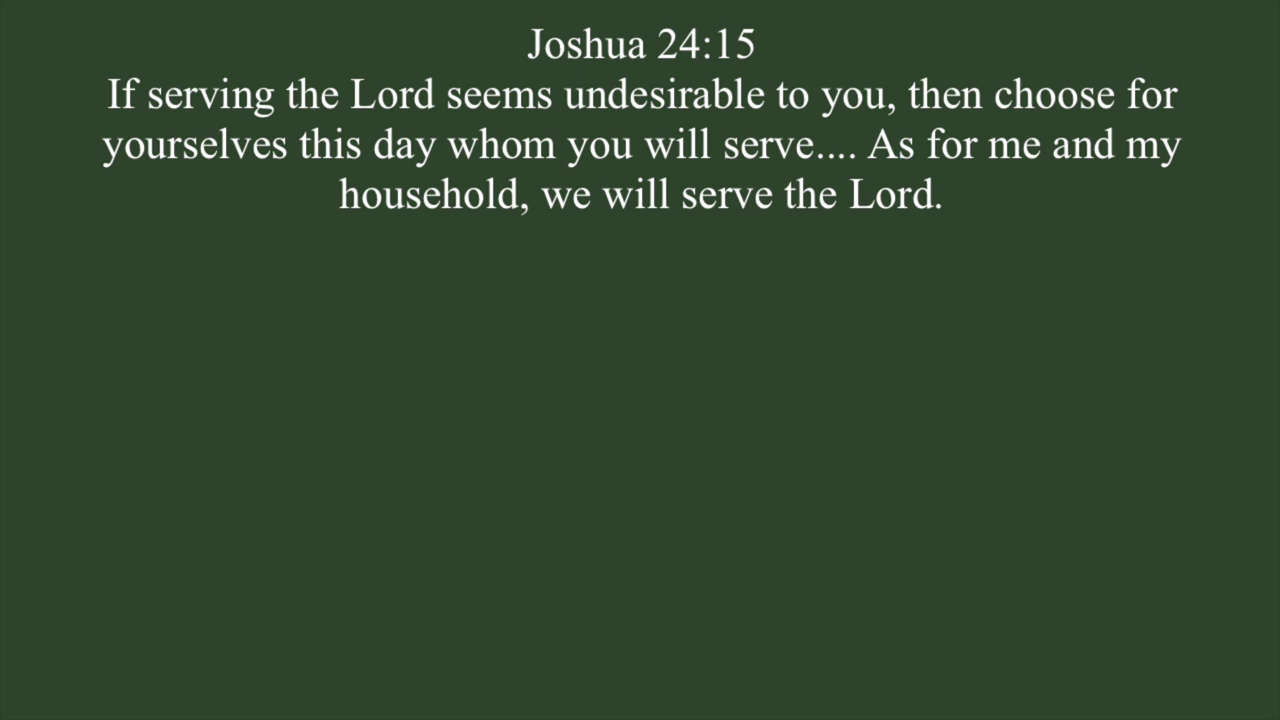 Joshua 24:15
If serving the Lord seems undesirable to you, then choose for
yourselves this day whom you will serve.... As for me and my
household, we will serve the Lord.